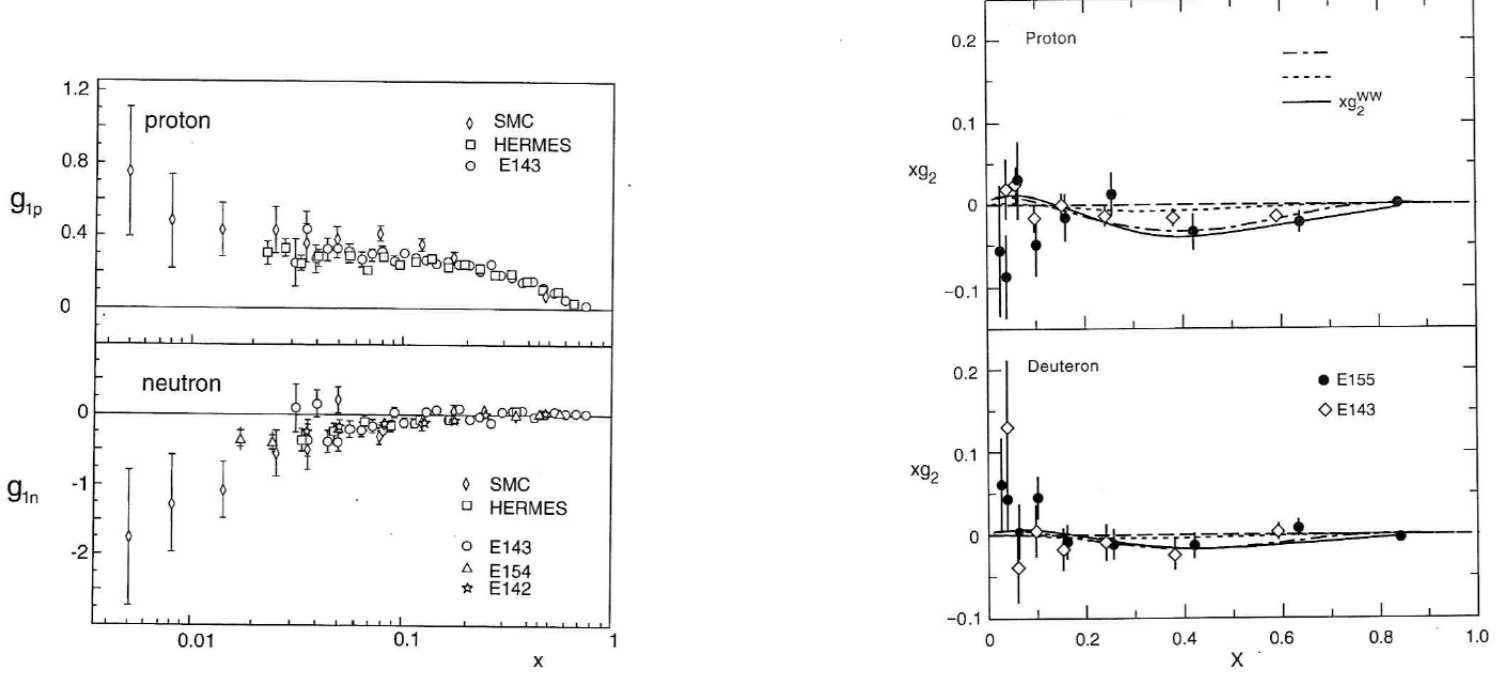 1.2
proton
SMC
HERMES
E143
0.8
g1p
0.4
0
neutron
0
-1
g1n
SMC
HERMES
E143
E154
E142
-2
0.01
0.1
1
x
0.2
Proton
xg2WW
0.1
xg2
0
-0.1
0.2
Deuteron
E155
E143
0.1
xg2
0
-0.1
0
0.2
0.4
0.6
0.8
1.0
X